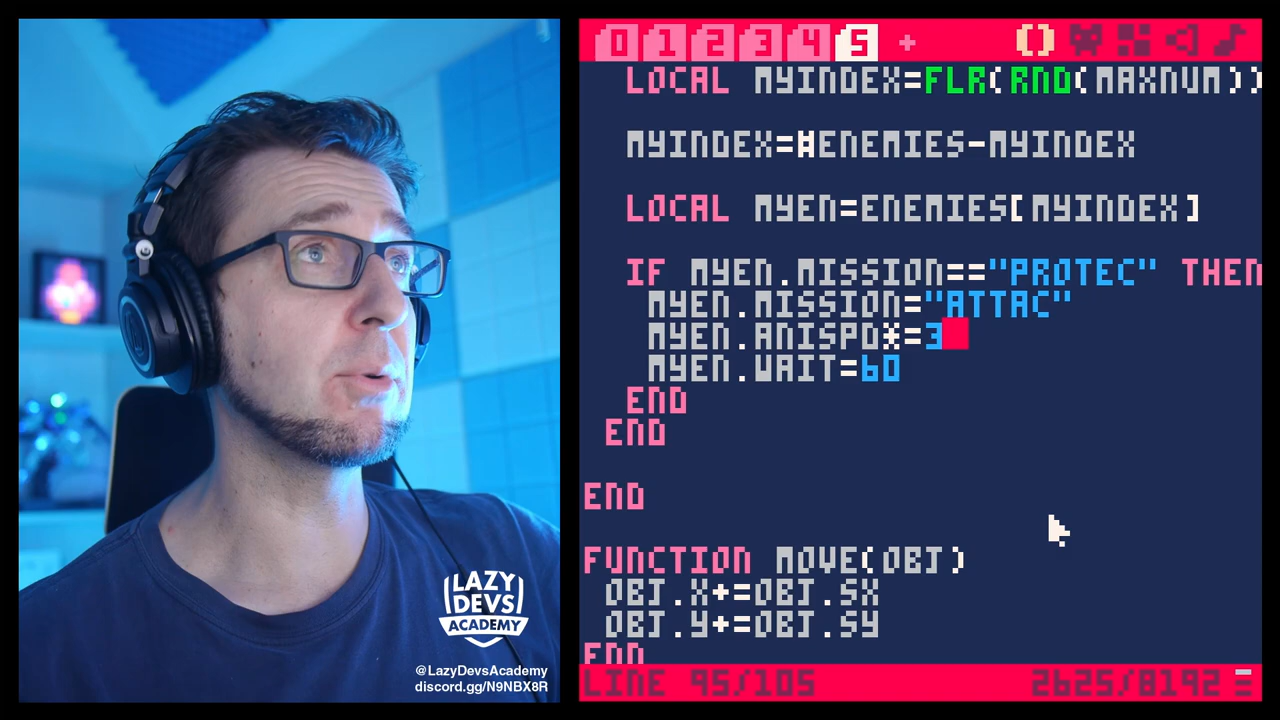 LAZY
DEVS
ACADEMY
@LazyDevsAcademy
discord.gg/N9NBX8R
0 1 2 3 4 5 + ()
LOCAL MYINDEX=FLR(RND(MAXNUM))
MYINDEX=#ENEMIES-MYINDEX
LOCAL MYEN=ENEMIES[MYINDEX]
IF MYEN.MISSION=="PROTEC" THEN
MYEN.MISSION="ATTAC"
MYEN.ANISPD*=3
MYEN.WAIT=60
END
END
END
FUNCTION MOVE(OBJ)
OBJ.X+=OBJ.SX
OBJ.Y+=OBJ.SY
END
LINE 95/105 2625/8192